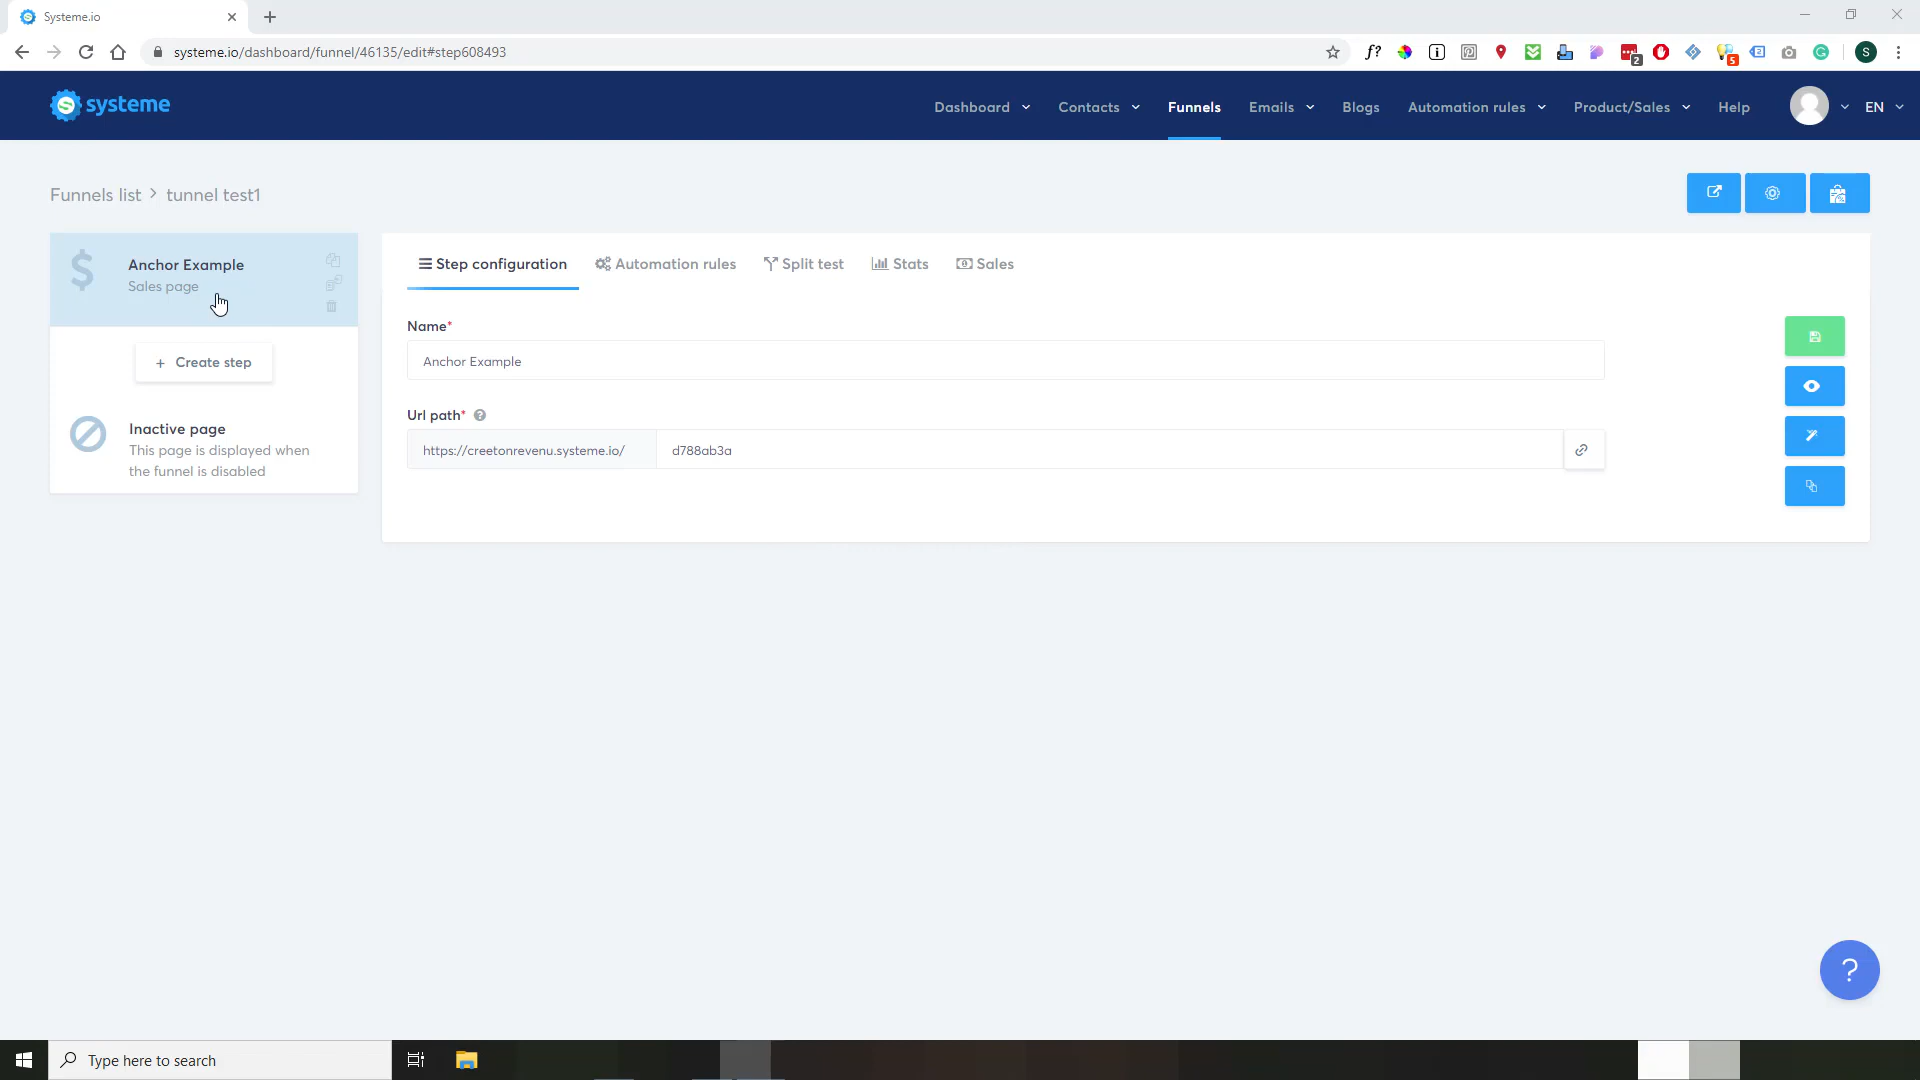 Systeme.io
systeme.io/dashboard/funnel/46135/edit#step608493
f?
2
5
S
systeme
Dashboard
Contacts
Funnels
Emails
Blogs
Automation rules
Product/Sales
Help
EN
Funnels list > tunnel test1
Anchor Example
Sales page
+ Create step
Inactive page
This page is displayed when
the funnel is disabled
Step configuration
Automation rules
Split test
Stats
Sales
Name*
Anchor Example
Url path* ?
https://creetonrevenu.systeme.io/
d788ab3a
?
Type here to search